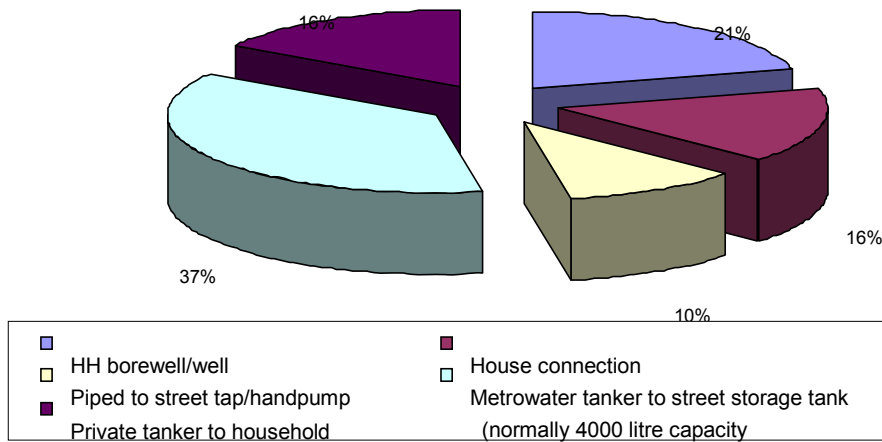 16%
21%
16%
37%
10%
HH borewell/well
House connection
Piped to street tap/handpump
Metrowater tanker to street storage tank
Private tanker to household
(normally 4000 litre capacity